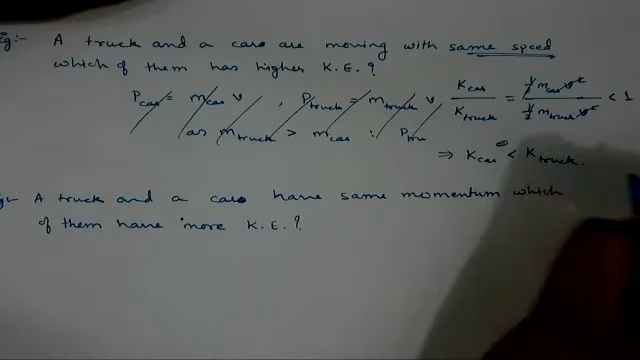 Eg:- A truck and a car are moving with same speed
which of them has higher K.E.?
P_car = m_car v , P_truck = m_truck v K_car/K_truck = ½ m_car v²/½ m_truck v² < 1
as m_truck > m_car ∴ P_tru
⇒ K_car < K_truck.
A truck and a car have same momentum which
of them have more K.E.?